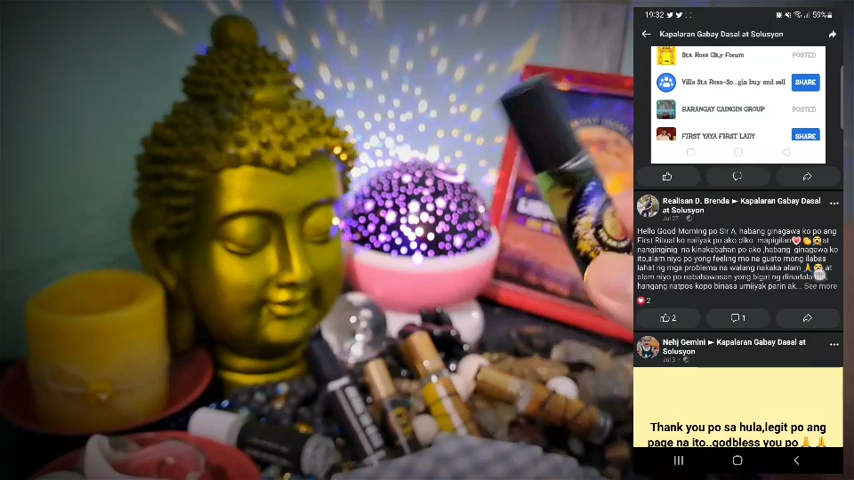 19:32
59%
Kapalaran Gabay Dasal at Solusyon
Sta Rosa City Forum POSTED
Villa Sta Rosa-So...gia buy and sell SHARE
BARANGAY CAINGIN GROUP POSTED
FIRST YAYA FIRST LADY SHARE
Realisan D. Brenda ► Kapalaran Gabay Dasal
at Solusyon
Jul 27
Hello Good Morning po Sir A, habang ginagawa ko po ang
First Ritual ko naiiyak po ako diko mapigilan❤👏😭at
nanginginig na kinakabahan po ako ,habang ginagawa ko
ito,alam niyo po yong feeling mo na gusto mong ilabas
lahat ng mga problema na walang nakaka alam 🙏
alam niyo po nababawasan yong bigat ng dinadala
hangang natpos kopo binasa umiiyak parin ak... See more
2
2
1
Nehj Gemini ► Kapalaran Gabay Dasal at
Solusyon
Jul 3
Thank you po sa hula,legit po ang
page na ito..godbless you po🙏🙏